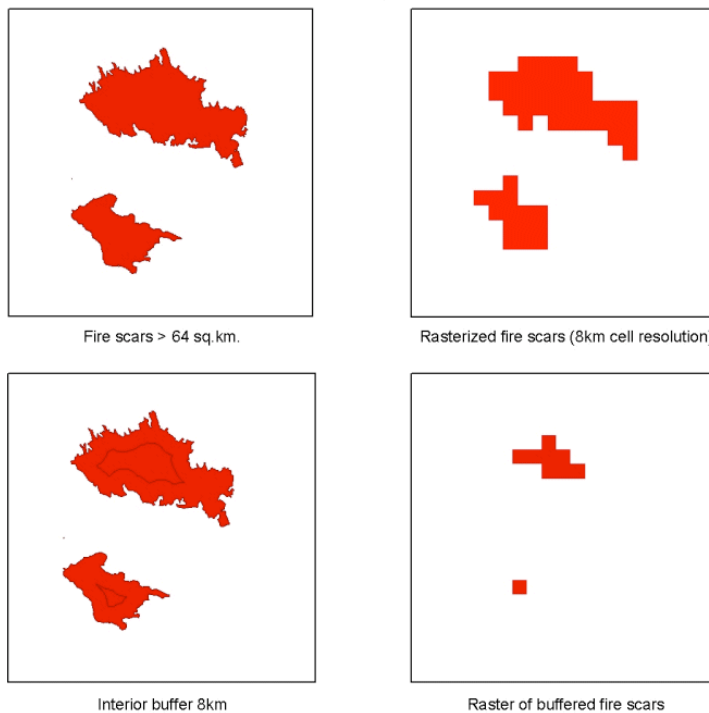 Fire scars > 64 sq.km.
Rasterized fire scars (8km cell resolution)
Interior buffer 8km
Raster of buffered fire scars